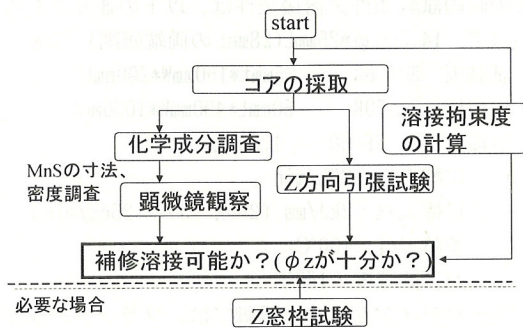 start
コアの採取
溶接拘束度
の計算
化学成分調査
MnSの寸法、
密度調査
顕微鏡観察
Z方向引張試験
補修溶接可能か？(φzが十分か？)
必要な場合
Z窓枠試験